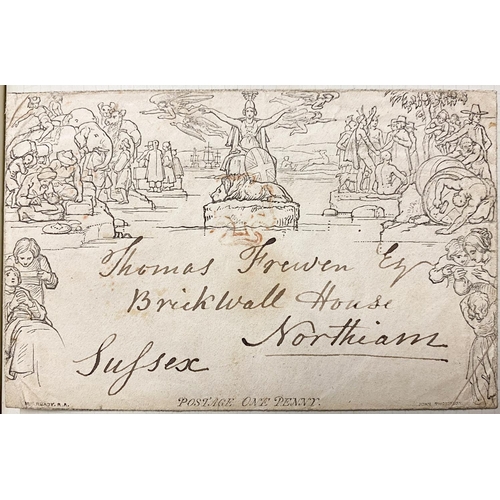 Thomas Frewen Esq
Brickwall House
Northiam
Sussex
POSTAGE ONE PENNY.